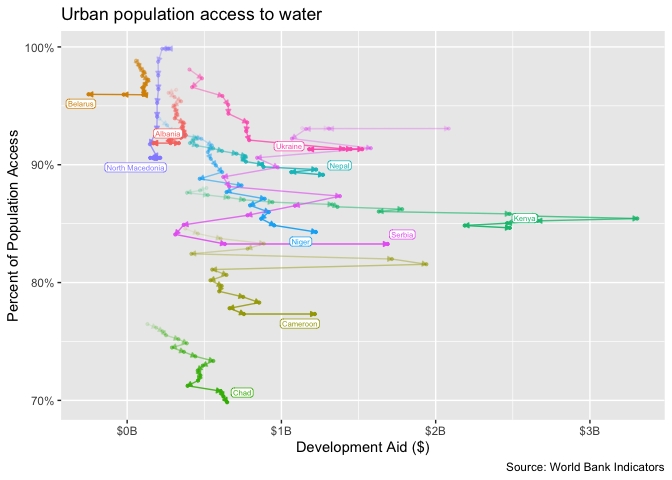 Urban population access to water
100%
Belarus
Albania
Ukraine
90%
Nepal
North Macedonia
Kenya
Serbia
Niger
80%
Cameroon
Chad
70%
Percent of Population Access
$0B
$1B
$2B
$3B
Development Aid ($)
Source: World Bank Indicators